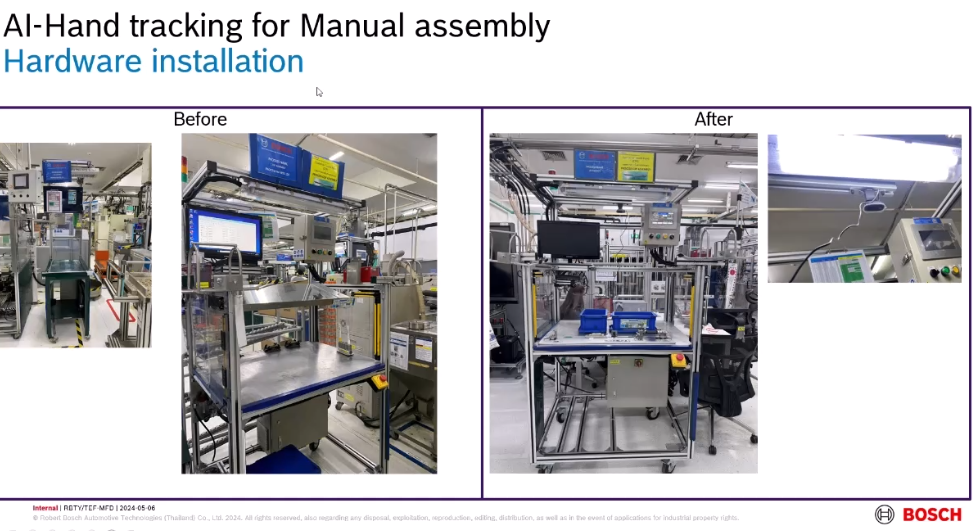 AI-Hand tracking for Manual assembly
Hardware installation
Before
After
Internal | RBTY/TEF-MFD | 2024-05-06
© Robert Bosch Automotive Technologies (Thailand) Co., Ltd. 2024. All rights reserved, also regarding any disposal, exploitation, reproduction, editing, distribution, as well as in the event of applications for industrial property rights.
BOSCH